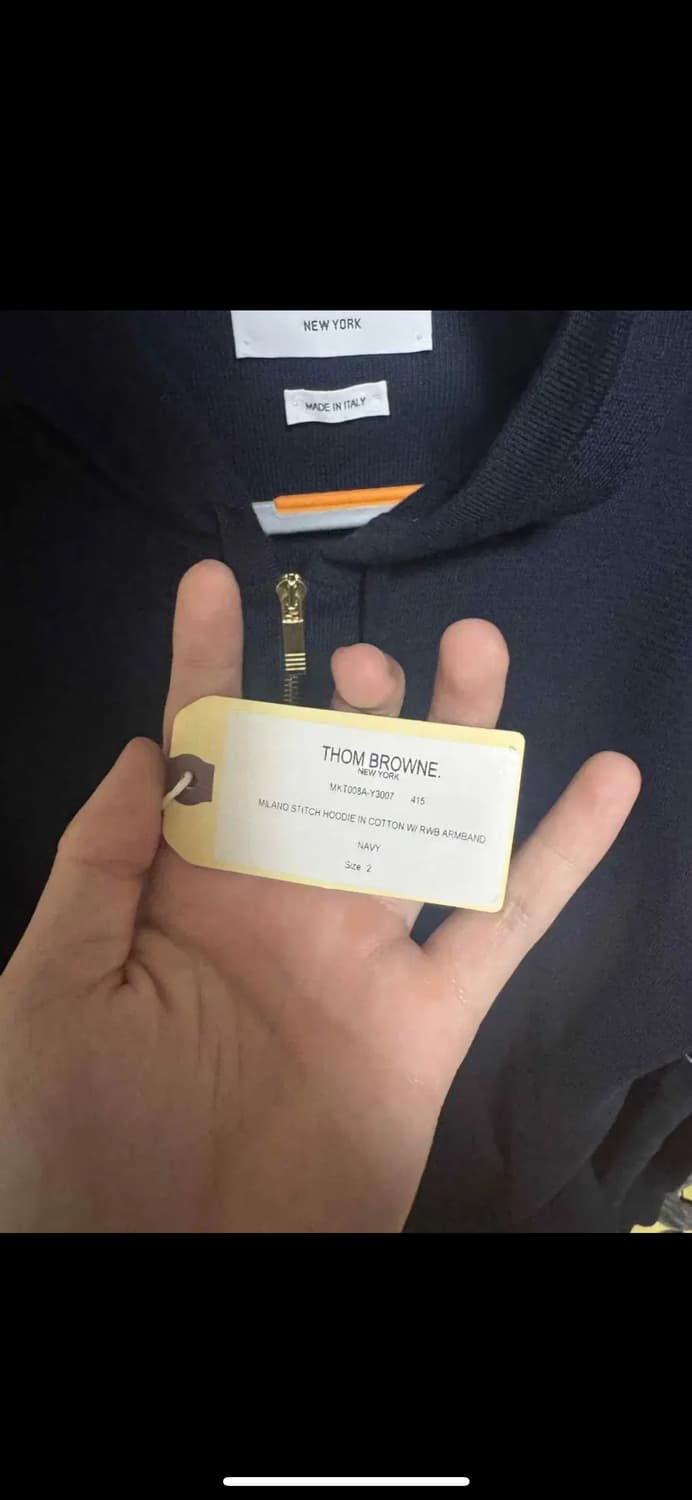 NEW YORK
MADE IN ITALY
THOM BROWNE.
NEW YORK
MKT008A-Y3007 415
MILANO STITCH HOODIE IN COTTON W/ RWB ARMBAND
NAVY
Size 2